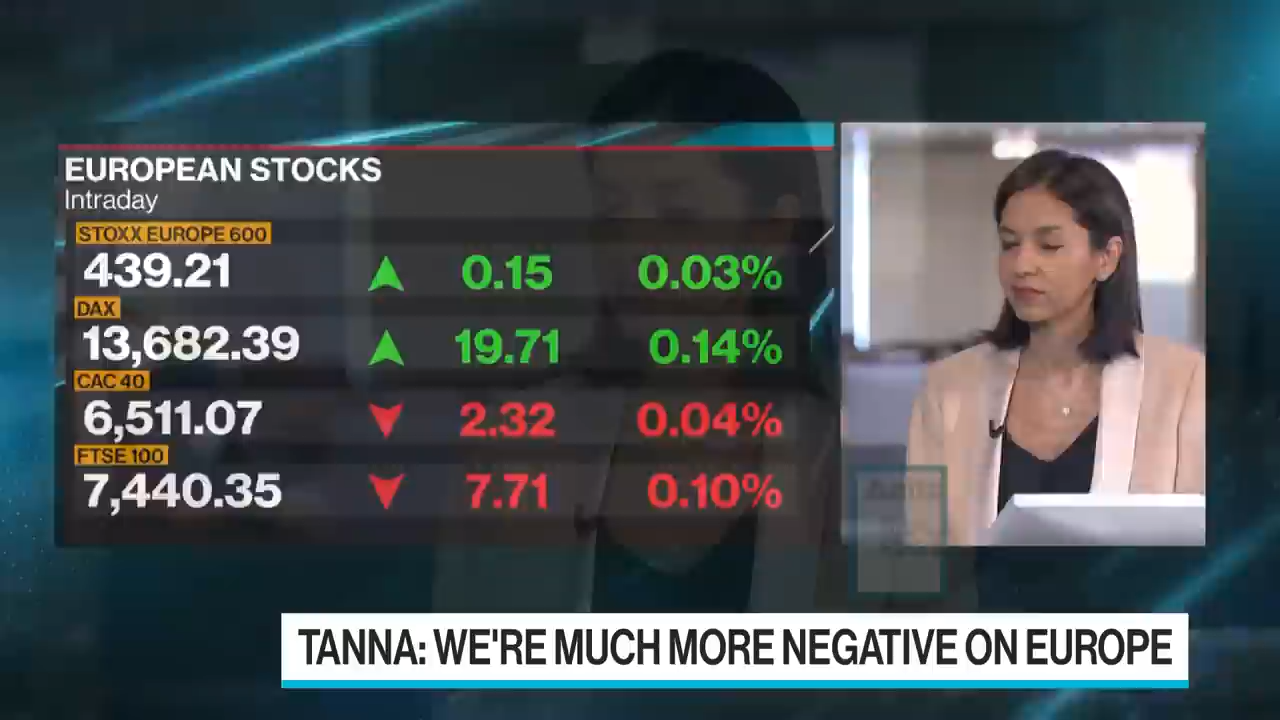 EUROPEAN STOCKS
Intraday
STOXX EUROPE 600
439.21 ▲ 0.15 0.03%
DAX
13,682.39 ▲ 19.71 0.14%
CAC 40
6,511.07 ▼ 2.32 0.04%
FTSE 100
7,440.35 ▼ 7.71 0.10%
TANNA: WE'RE MUCH MORE NEGATIVE ON EUROPE